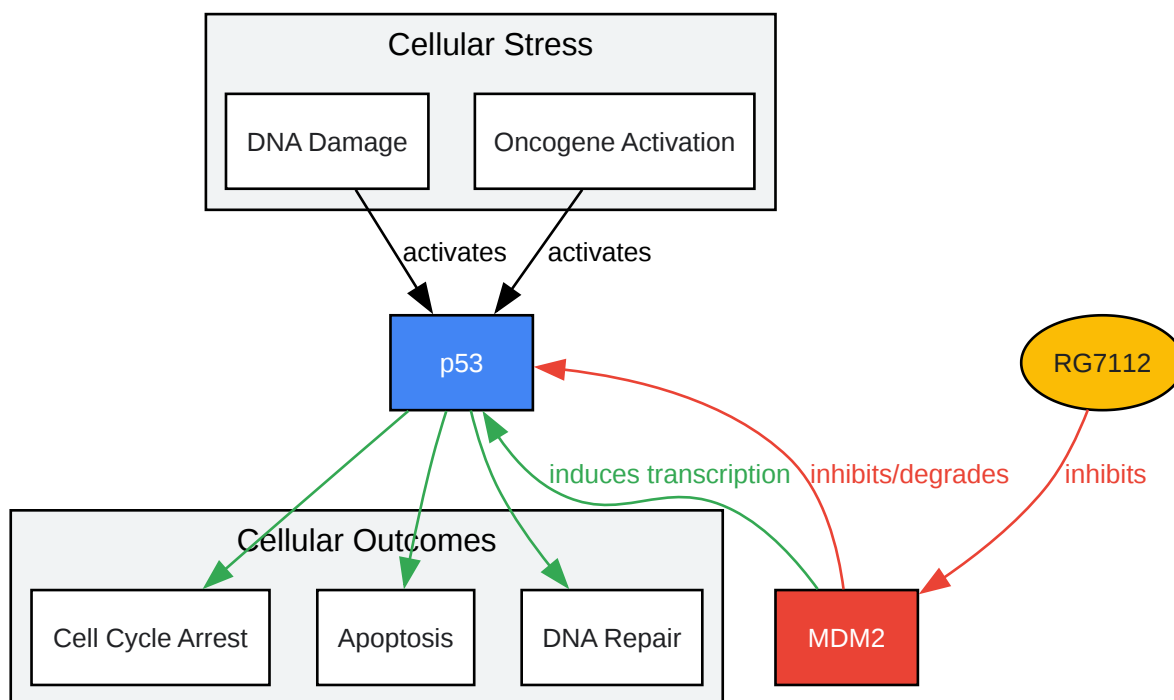 Cellular Stress
DNA Damage
Oncogene Activation
activates
activates
p53
RG7112
induces transcription
inhibits/degrades
inhibits
Cellular Outcomes
Cell Cycle Arrest
Apoptosis
DNA Repair
MDM2